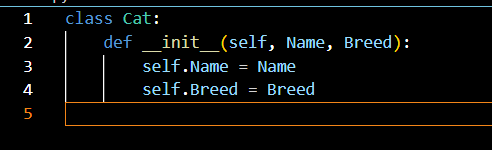 1 class Cat:
2     def __init__(self, Name, Breed):
3         self.Name = Name
4         self.Breed = Breed
5